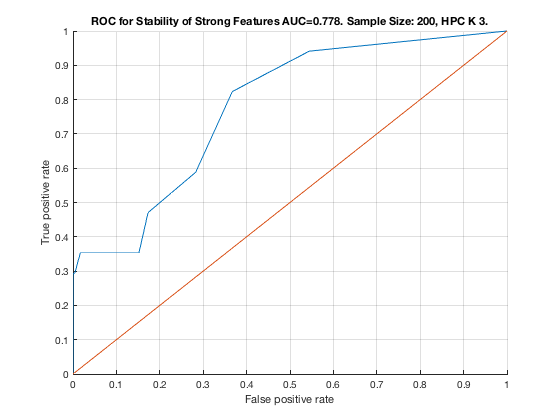 ROC for Stability of Strong Features AUC=0.778. Sample Size: 200, HPC K 3.
1
0.9
0.8
0.7
0.6
0.5
0.4
0.3
0.2
0.1
0
True positive rate
0 0.1 0.2 0.3 0.4 0.5 0.6 0.7 0.8 0.9 1
False positive rate